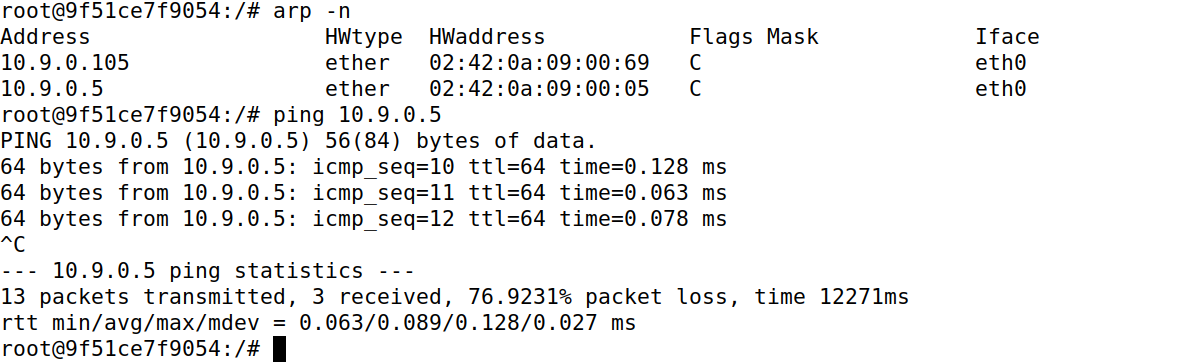 root@9f51ce7f9054:/# arp -n
Address                  HWtype  HWaddress           Flags Mask            Iface
10.9.0.105               ether   02:42:0a:09:00:69   C                     eth0
10.9.0.5                 ether   02:42:0a:09:00:05   C                     eth0
root@9f51ce7f9054:/# ping 10.9.0.5
PING 10.9.0.5 (10.9.0.5) 56(84) bytes of data.
64 bytes from 10.9.0.5: icmp_seq=10 ttl=64 time=0.128 ms
64 bytes from 10.9.0.5: icmp_seq=11 ttl=64 time=0.063 ms
64 bytes from 10.9.0.5: icmp_seq=12 ttl=64 time=0.078 ms
^C
--- 10.9.0.5 ping statistics ---
13 packets transmitted, 3 received, 76.9231% packet loss, time 12271ms
rtt min/avg/max/mdev = 0.063/0.089/0.128/0.027 ms
root@9f51ce7f9054:/#